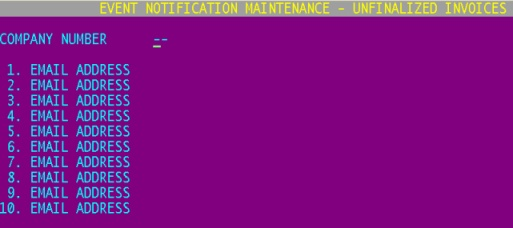 EVENT NOTIFICATION MAINTENANCE - UNFINALIZED INVOICES
COMPANY NUMBER --
1. EMAIL ADDRESS
2. EMAIL ADDRESS
3. EMAIL ADDRESS
4. EMAIL ADDRESS
5. EMAIL ADDRESS
6. EMAIL ADDRESS
7. EMAIL ADDRESS
8. EMAIL ADDRESS
9. EMAIL ADDRESS
10. EMAIL ADDRESS